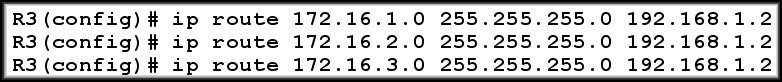 R3(config)# ip route 172.16.1.0 255.255.255.0 192.168.1.2
R3(config)# ip route 172.16.2.0 255.255.255.0 192.168.1.2
R3(config)# ip route 172.16.3.0 255.255.255.0 192.168.1.2